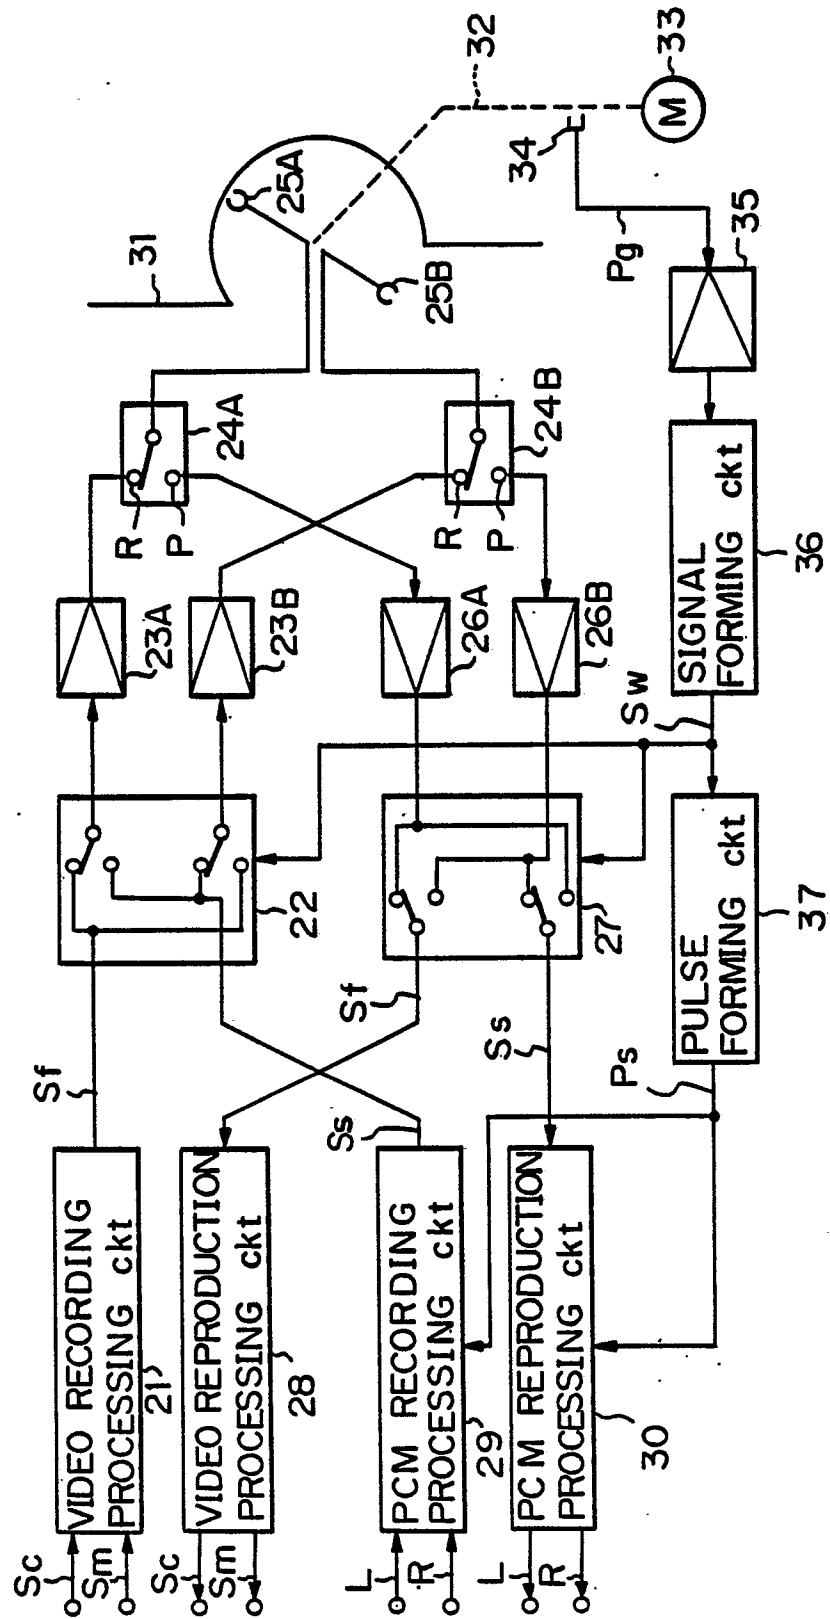 Sc
Sm
VIDEO RECORDING
PROCESSING ckt
21
Sf
22
23A
23B
R
P
24A
31
25A
32
33
M
Sc
Sm
VIDEO REPRODUCTION
PROCESSING ckt
28
Sf
25B
34
Pg
L
R
PCM RECORDING
PROCESSING ckt
29
Ss
27
26A
26B
R
P
24B
35
L
R
PCM REPRODUCTION
PROCESSING ckt
30
Ss
Ps
PULSE
FORMING ckt
37
Sw
SIGNAL
FORMING ckt
36